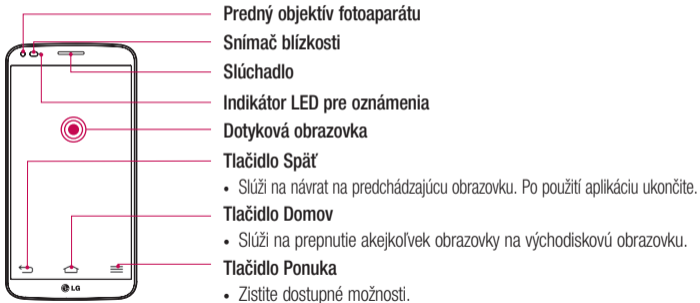 Predný objektív fotoaparátu
Snímač blízkosti
Slúchadlo
Indikátor LED pre oznámenia
Dotyková obrazovka
Tlačidlo Späť
• Slúži na návrat na predchádzajúcu obrazovku. Po použití aplikáciu ukončite.
Tlačidlo Domov
• Slúži na prepnutie akejkoľvek obrazovky na východiskovú obrazovku.
Tlačidlo Ponuka
• Zistite dostupné možnosti.
LG